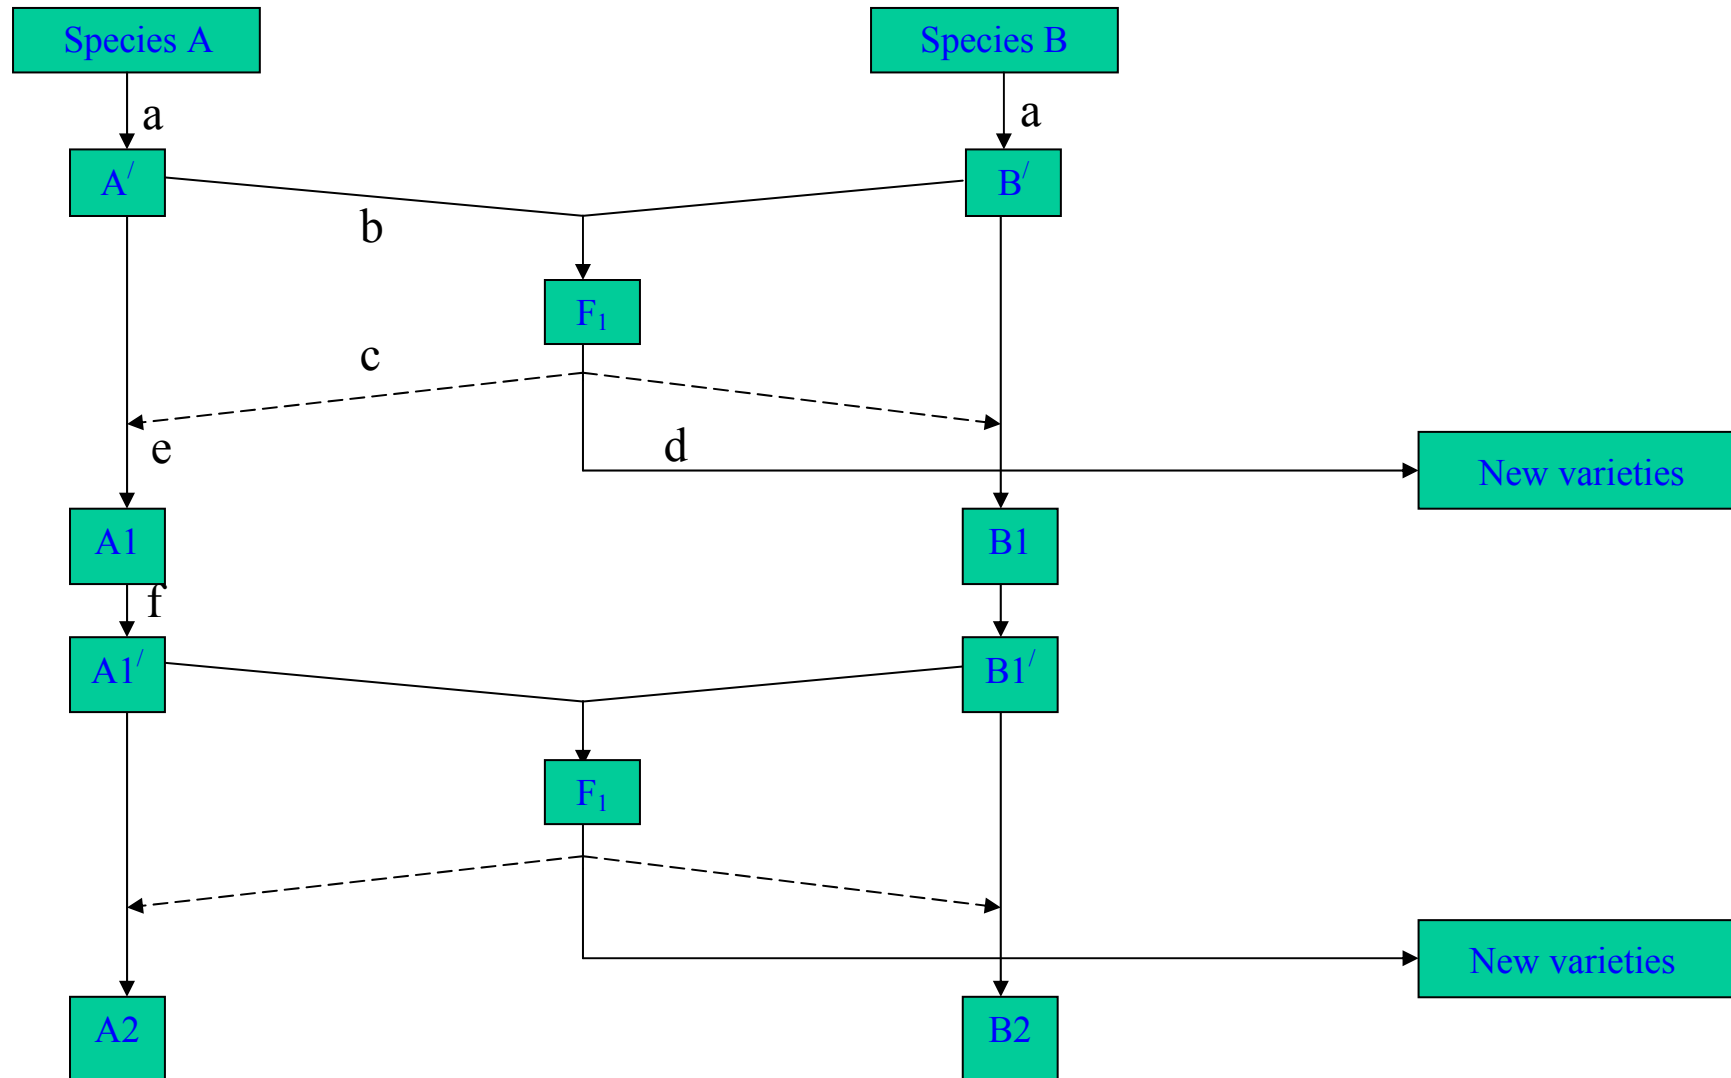 Species A
Species B
a
a
A/
B/
b
F1
c
e
d
New varieties
A1
B1
f
A1/
B1/
F1
New varieties
A2
B2